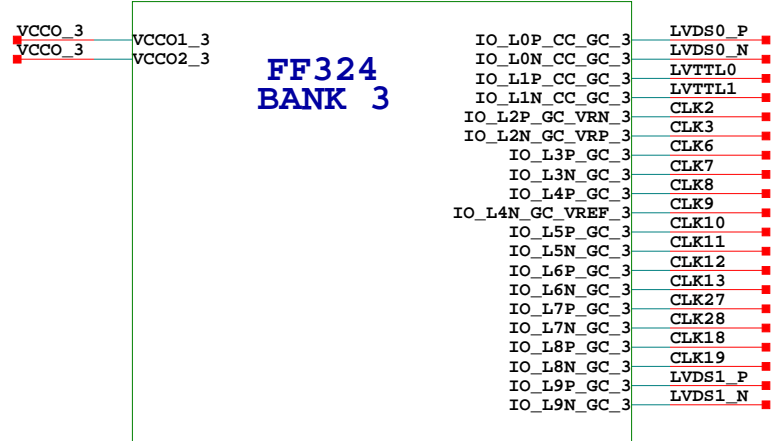 VCCO_3 VCCO1_3 IO_L0P_CC_GC_3 LVDS0_P
VCCO_3 VCCO2_3 IO_L0N_CC_GC_3 LVDS0_N
FF324 IO_L1P_CC_GC_3 LVTTL0
BANK 3 IO_L1N_CC_GC_3 LVTTL1
IO_L2P_GC_VRN_3 CLK2
IO_L2N_GC_VRP_3 CLK3
IO_L3P_GC_3 CLK6
IO_L3N_GC_3 CLK7
IO_L4P_GC_3 CLK8
IO_L4N_GC_VREF_3 CLK9
IO_L5P_GC_3 CLK10
IO_L5N_GC_3 CLK11
IO_L6P_GC_3 CLK12
IO_L6N_GC_3 CLK13
IO_L7P_GC_3 CLK27
IO_L7N_GC_3 CLK28
IO_L8P_GC_3 CLK18
IO_L8N_GC_3 CLK19
IO_L9P_GC_3 LVDS1_P
IO_L9N_GC_3 LVDS1_N